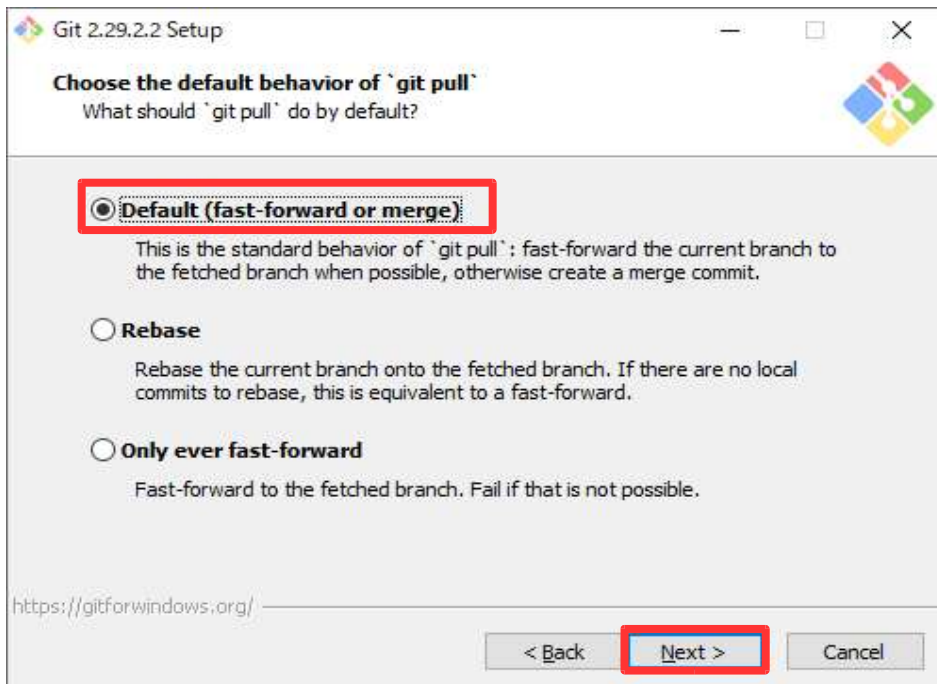 Git 2.29.2.2 Setup
Choose the default behavior of `git pull`
What should `git pull` do by default?
Default (fast-forward or merge)
This is the standard behavior of `git pull`: fast-forward the current branch to
the fetched branch when possible, otherwise create a merge commit.
Rebase
Rebase the current branch onto the fetched branch. If there are no local
commits to rebase, this is equivalent to a fast-forward.
Only ever fast-forward
Fast-forward to the fetched branch. Fail if that is not possible.
https://gitforwindows.org/
< Back
Next >
Cancel